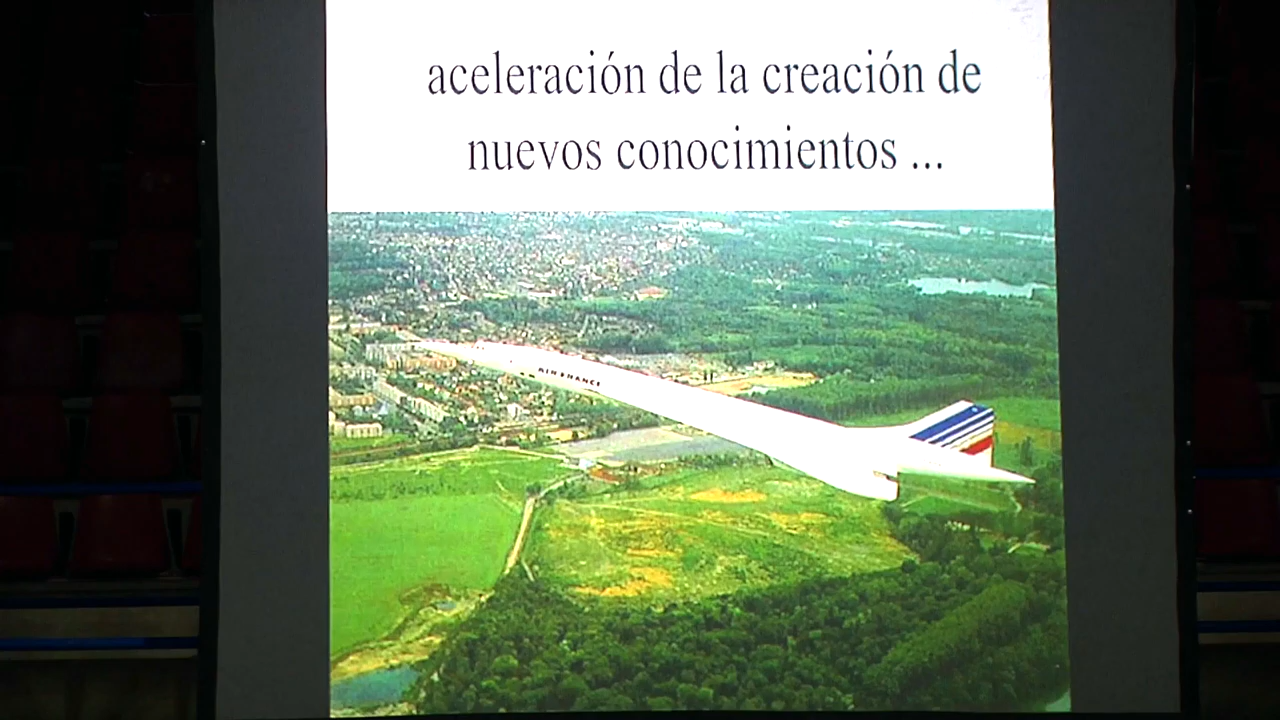 aceleración de la creación de
nuevos conocimientos ...
AIR FRANCE